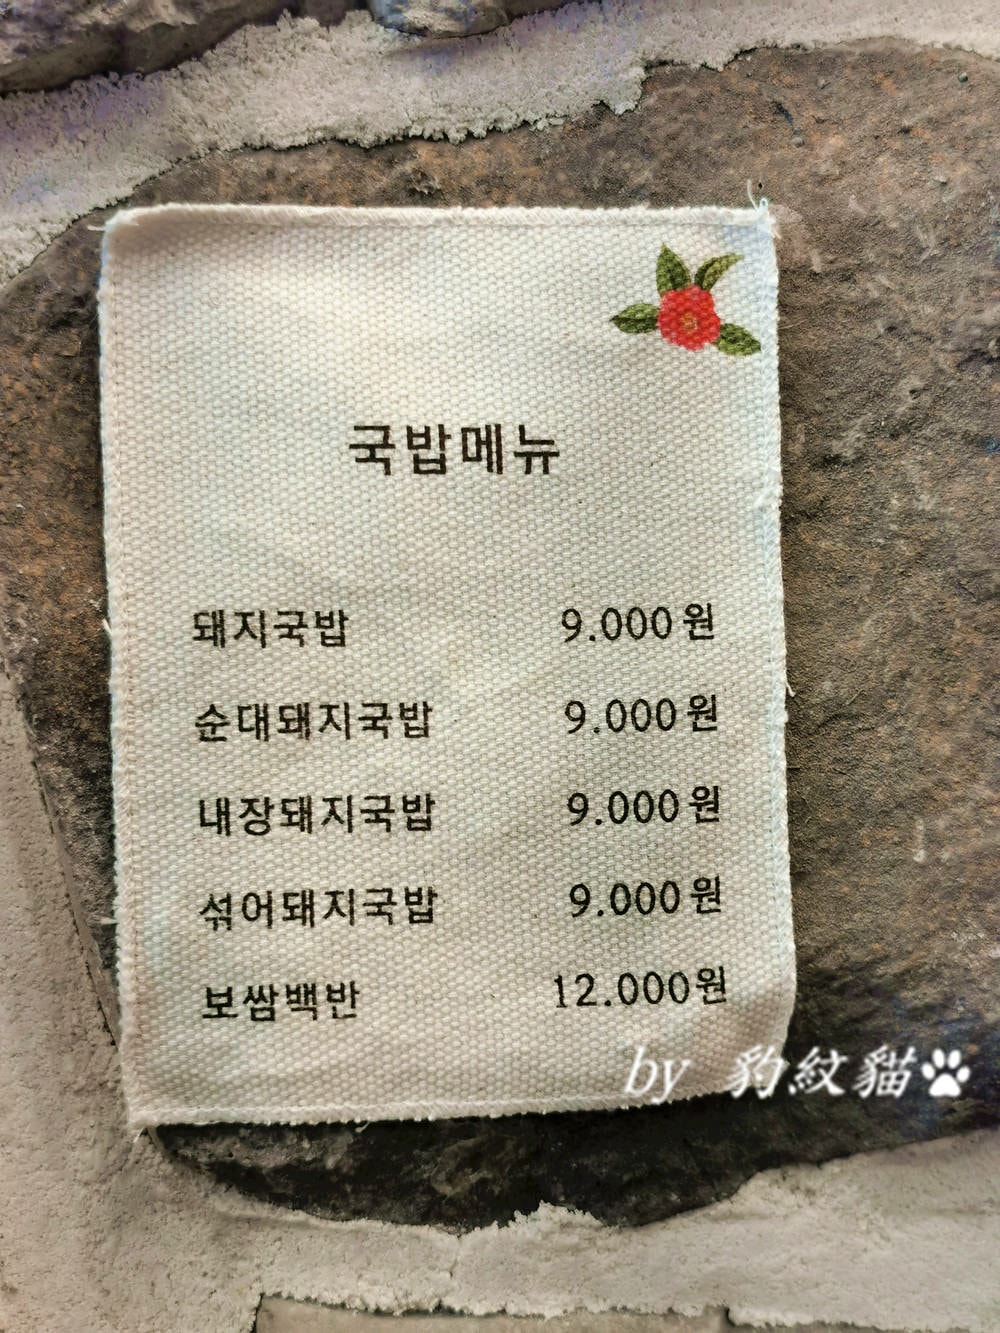 국밥메뉴
돼지국밥 9.000원
순대돼지국밥 9.000원
내장돼지국밥 9.000원
섞어돼지국밥 9.000원
보쌈백반 12.000원
by 豹紋貓